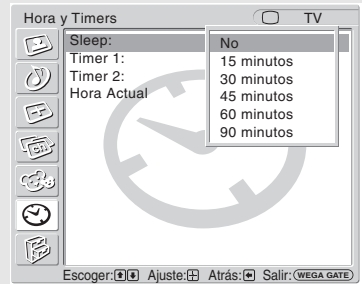 Hora y Timers TV
Sleep: No
Timer 1: 15 minutos
Timer 2: 30 minutos
Hora Actual 45 minutos
60 minutos
90 minutos
Escoger: Ajuste: Atrás: Salir: WEGA GATE